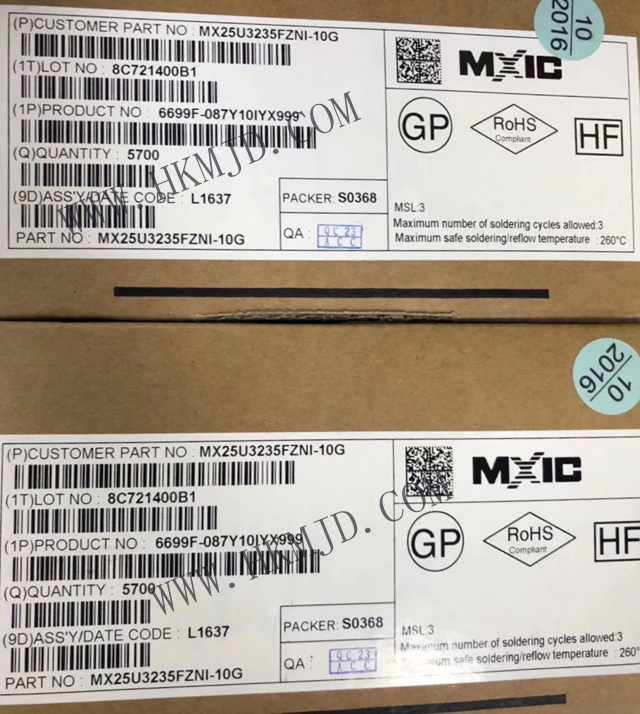 10
2016
(P)CUSTOMER PART NO : MX25U3235FZNI-10G
(1T)LOT NO : 8C721400B1
(1P)PRODUCT NO : 6699F-087Y10IYX999
(Q)QUANTITY : 5700
(9D)ASS'Y/DATE CODE : L1637
PART NO : MX25U3235FZNI-10G
PACKER: S0368
QA : QC 23
A C C
MXIC
GP
RoHS
Compliant
HF
MSL:3
Maximum number of soldering cycles allowed:3
Maximum safe soldering/reflow temperature : 260°C
WWW.HKMJD.COM
10
2016
(P)CUSTOMER PART NO : MX25U3235FZNI-10G
(1T)LOT NO : 8C721400B1
(1P)PRODUCT NO : 6699F-087Y10IYX999
(Q)QUANTITY : 5700
(9D)ASS'Y/DATE CODE : L1637
PART NO : MX25U3235FZNI-10G
PACKER: S0368
QA : QC 23
A C C
MXIC
GP
RoHS
Compliant
HF
MSL:3
Maximum number of soldering cycles allowed:3
Maximum safe soldering/reflow temperature : 260°
WWW.HKMJD.COM